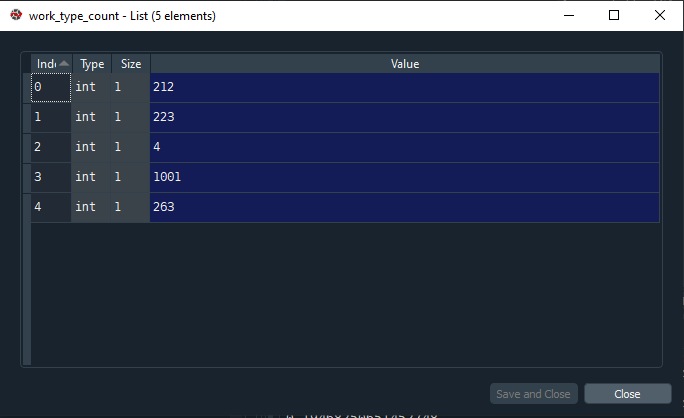 work_type_count - List (5 elements)
Inde Type Size Value
0 int 1 212
1 int 1 223
2 int 1 4
3 int 1 1001
4 int 1 263
Save and Close Close